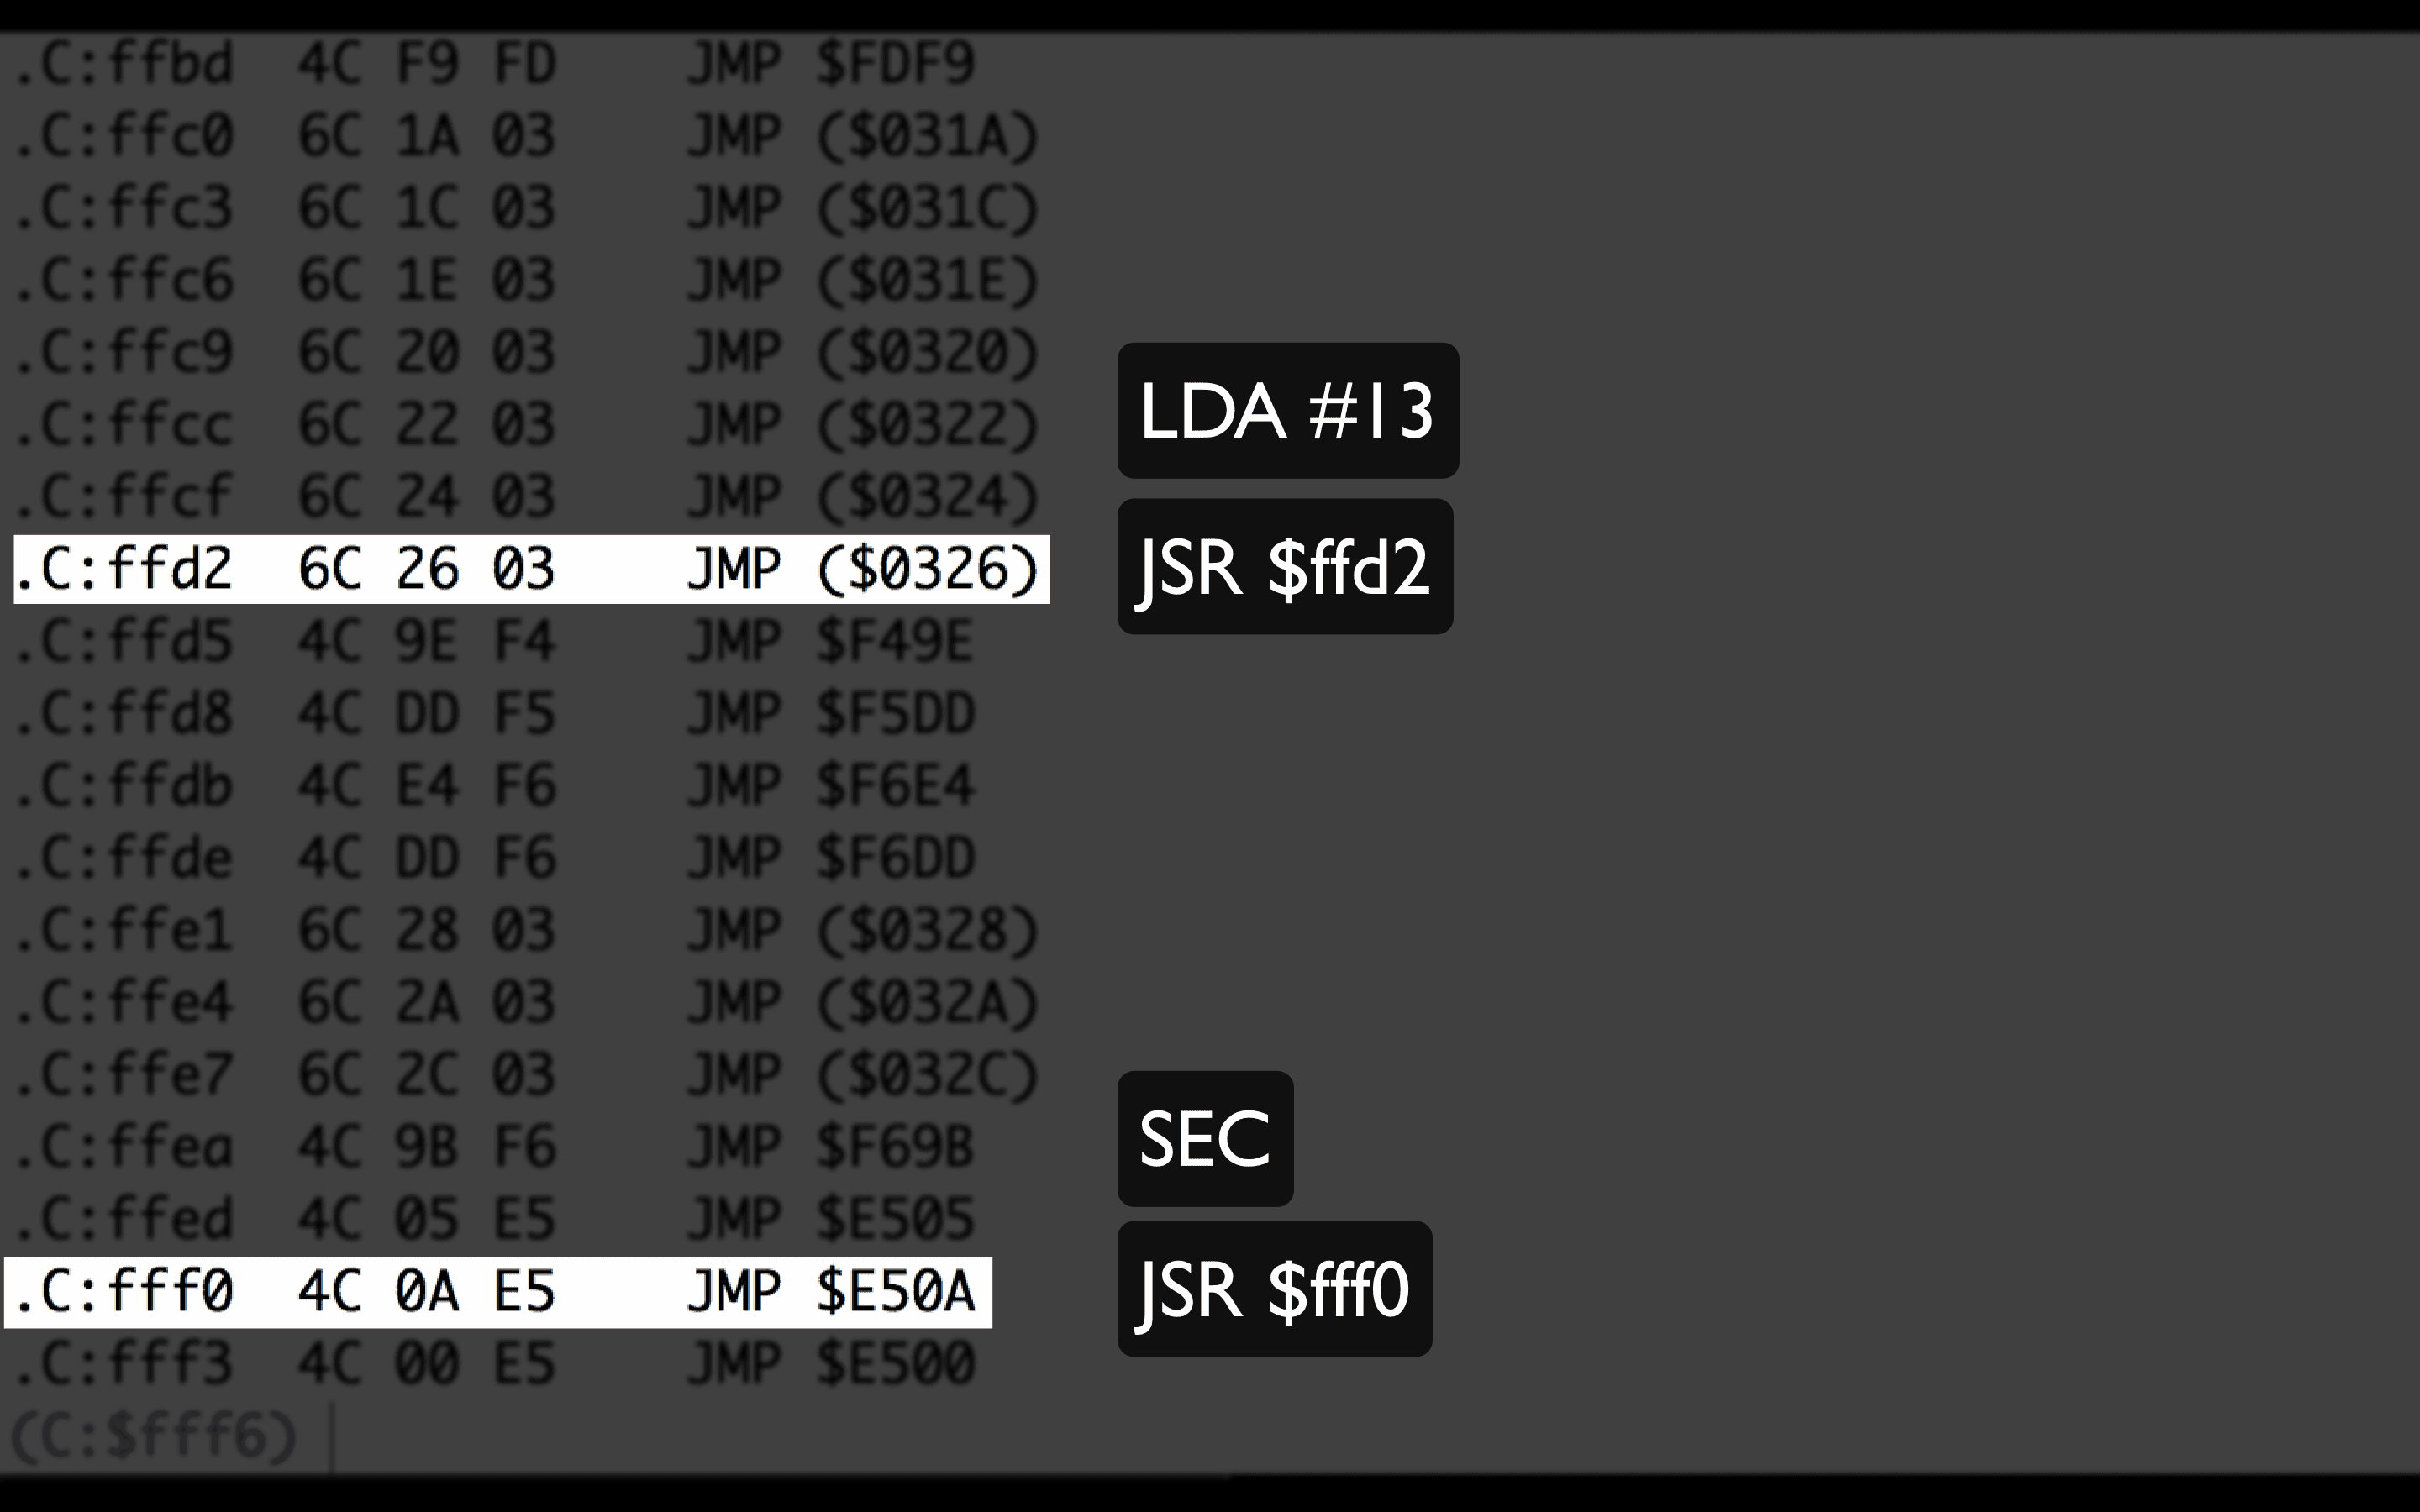 .C:ffbd  4C F9 FD    JMP $FDF9
.C:ffc0  6C 1A 03    JMP ($031A)
.C:ffc3  6C 1C 03    JMP ($031C)
.C:ffc6  6C 1E 03    JMP ($031E)
.C:ffc9  6C 20 03    JMP ($0320)
LDA #13
.C:ffcc  6C 22 03    JMP ($0322)
.C:ffcf  6C 24 03    JMP ($0324)
.C:ffd2  6C 26 03    JMP ($0326)
JSR $ffd2
.C:ffd5  4C 9E F4    JMP $F49E
.C:ffd8  4C DD F5    JMP $F5DD
.C:ffdb  4C E4 F6    JMP $F6E4
.C:ffde  4C DD F6    JMP $F6DD
.C:ffe1  6C 28 03    JMP ($0328)
.C:ffe4  6C 2A 03    JMP ($032A)
.C:ffe7  6C 2C 03    JMP ($032C)
.C:ffea  4C 9B F6    JMP $F69B
SEC
.C:ffed  4C 05 E5    JMP $E505
.C:fff0  4C 0A E5    JMP $E50A
JSR $fff0
.C:fff3  4C 00 E5    JMP $E500
(C:$fff6)